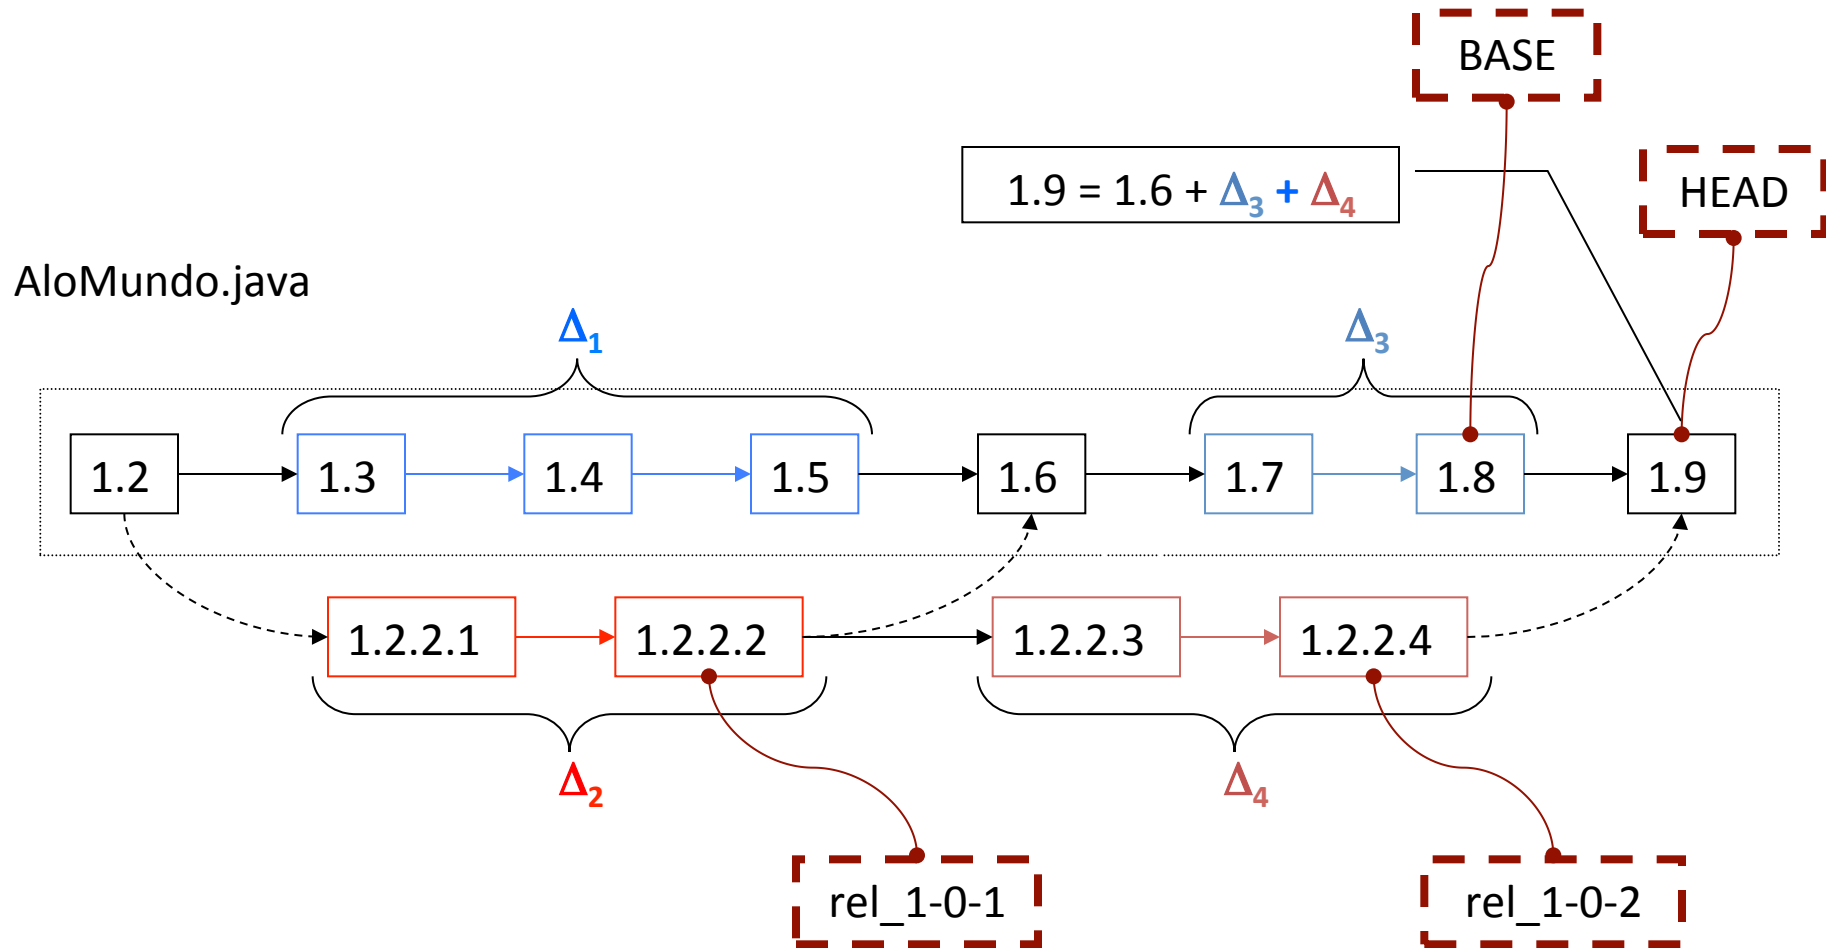 BASE
1.9 = 1.6 + Δ3 + Δ4
HEAD
AloMundo.java
Δ1
Δ3
1.2
1.3
1.4
1.5
1.6
1.7
1.8
1.9
1.2.2.1
1.2.2.2
1.2.2.3
1.2.2.4
Δ2
Δ4
rel_1-0-1
rel_1-0-2